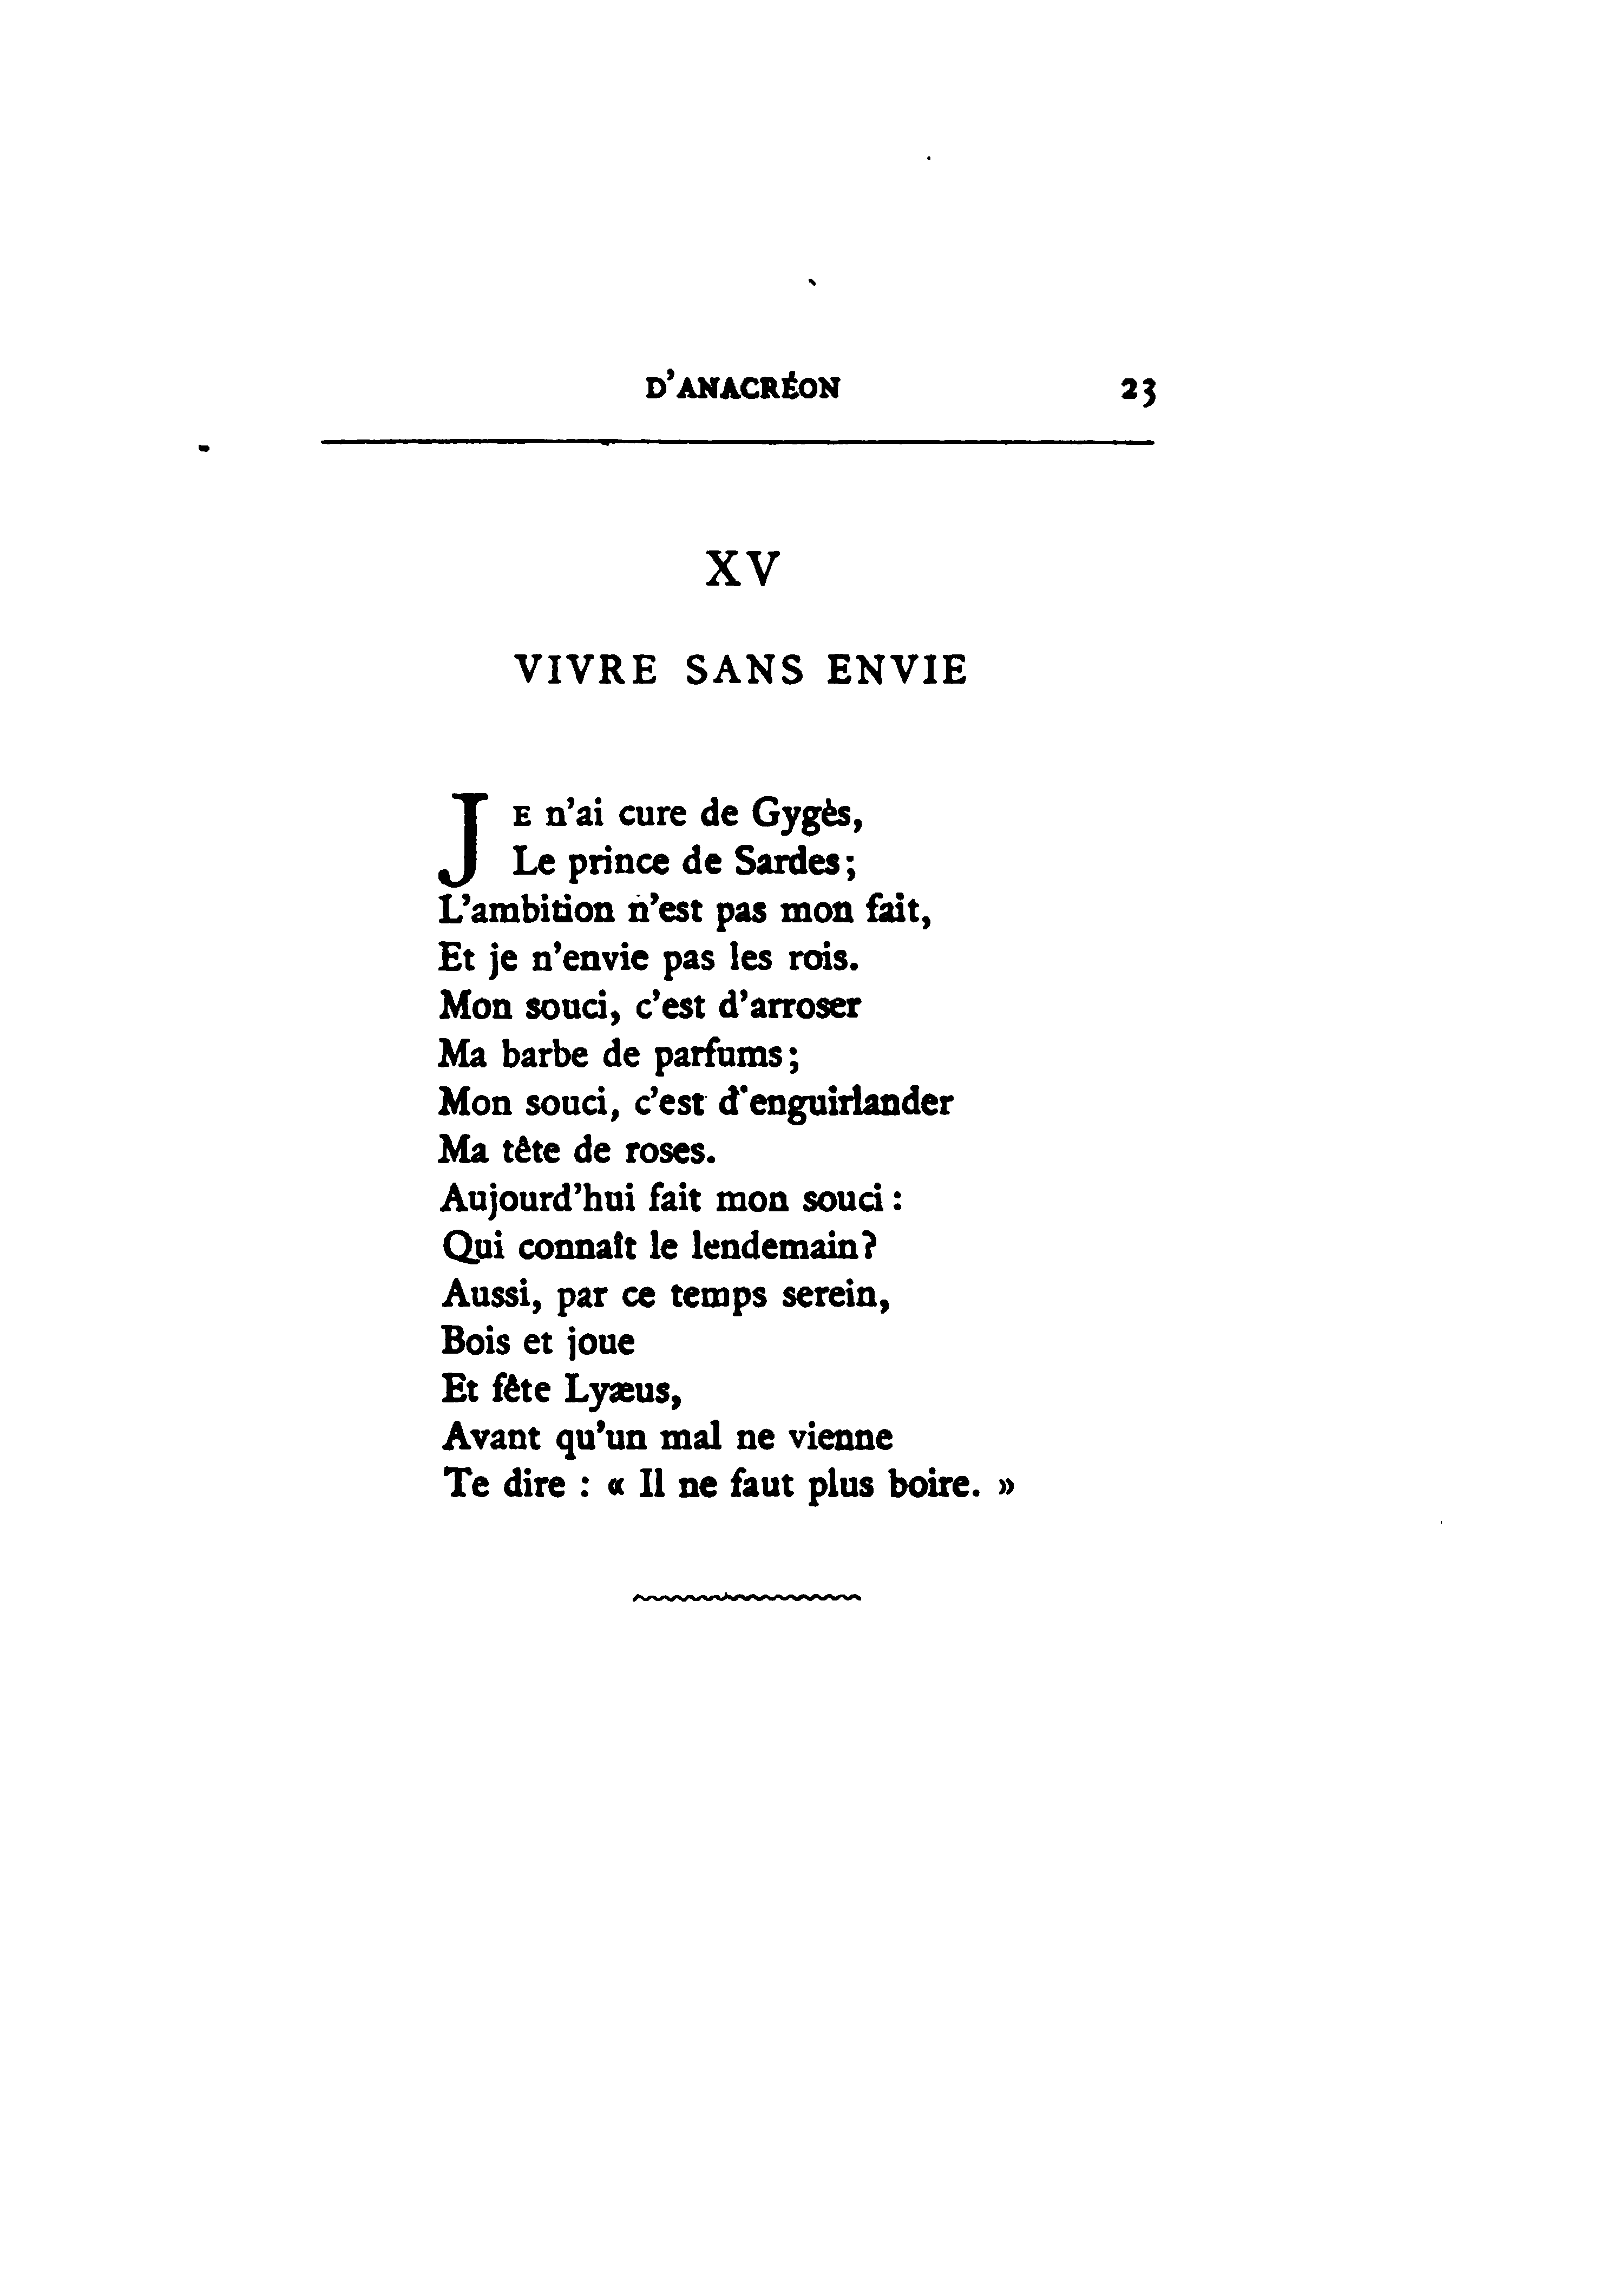 D'ANACRÉON 23
XV
VIVRE SANS ENVIE
JE n'ai cure de Gygès,
Le prince de Sardes;
L'ambition n'est pas mon fait,
Et je n'envie pas les rois.
Mon souci, c'est d'arroser
Ma barbe de parfums;
Mon souci, c'est d'enguirlander
Ma tête de roses.
Aujourd'hui fait mon souci :
Qui connaît le lendemain?
Aussi, par ce temps serein,
Bois et joue
Et fête Lyæus,
Avant qu'un mal ne vienne
Te dire : « Il ne faut plus boire. »